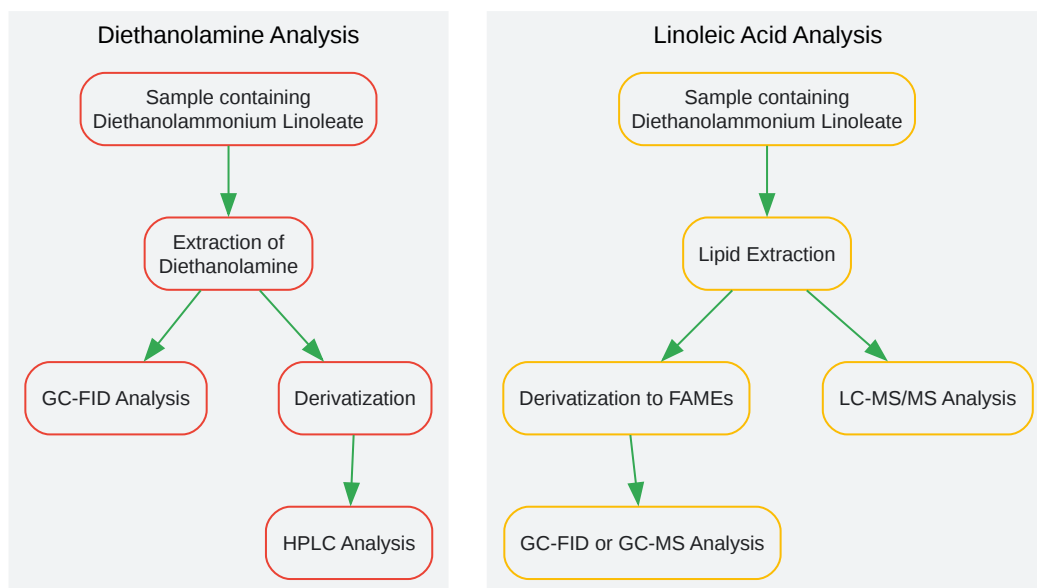 Diethanolamine Analysis
Sample containing
Diethanolammonium Linoleate
Extraction of
Diethanolamine
GC-FID Analysis
Derivatization
HPLC Analysis
Linoleic Acid Analysis
Sample containing
Diethanolammonium Linoleate
Lipid Extraction
Derivatization to FAMEs
LC-MS/MS Analysis
GC-FID or GC-MS Analysis